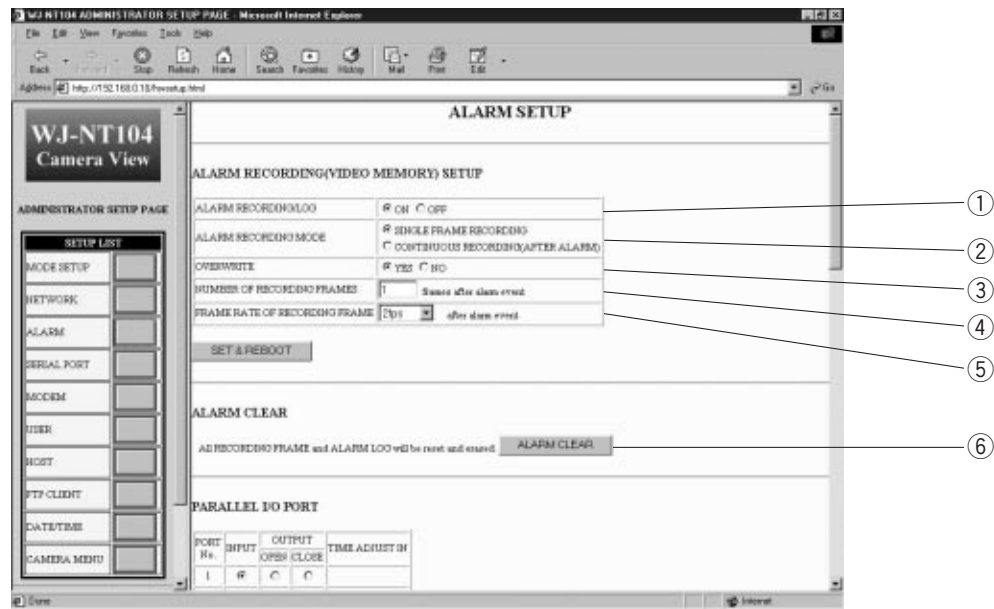 WJ-NT104 ADMINISTRATOR SETUP PAGE - Microsoft Internet Explorer
File Edit View Favorites Tools Help
Back Forward Stop Refresh Home Search Favorites History Mail Print Edit
Address http://192.168.0.18/hwsetup.html Go
WJ-NT104
Camera View
ADMINISTRATOR SETUP PAGE
SETUP LIST
MODE SETUP
NETWORK
ALARM
SERIAL PORT
MODEM
USER
HOST
FTP CLIENT
DATE/TIME
CAMERA MENU
ALARM SETUP
ALARM RECORDING(VIDEO MEMORY) SETUP
ALARM RECORDING/LOG ON OFF
ALARM RECORDING MODE SINGLE FRAME RECORDING
CONTINUOUS RECORDING(AFTER ALARM)
OVERWRITE YES NO
NUMBER OF RECORDING FRAMES 1 frames after alarm event.
FRAME RATE OF RECORDING FRAME 2fps after alarm event.
SET & REBOOT
ALARM CLEAR
All RECORDING FRAME and ALARM LOG will be reset and erased. ALARM CLEAR
PARALLEL I/O PORT
PORT No. INPUT OUTPUT TIME ADJUST IN
OPEN CLOSE
1
Done Internet
①
②
③
④
⑤
⑥